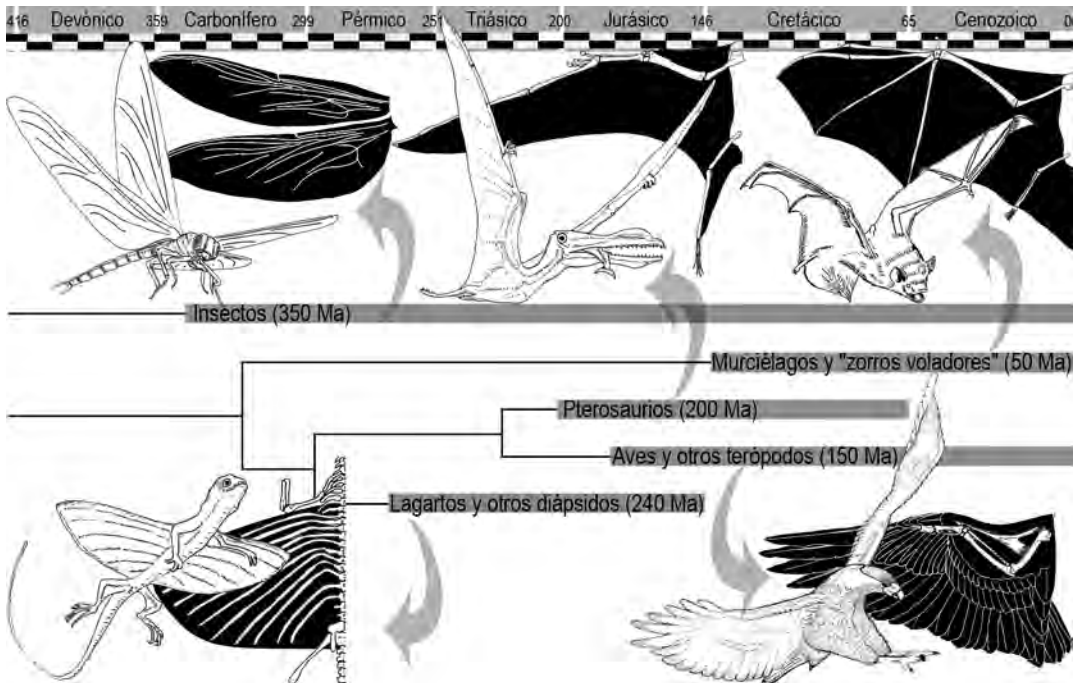 416 Devónico 359 Carbonífero 299 Pérmico 251 Triásico 200 Jurásico 146 Cretácico 65 Cenozoico 00
Insectos (350 Ma)
Murciélagos y "zorros voladores" (50 Ma)
Pterosaurios (200 Ma)
Aves y otros terópodos (150 Ma)
Lagartos y otros diápsidos (240 Ma)